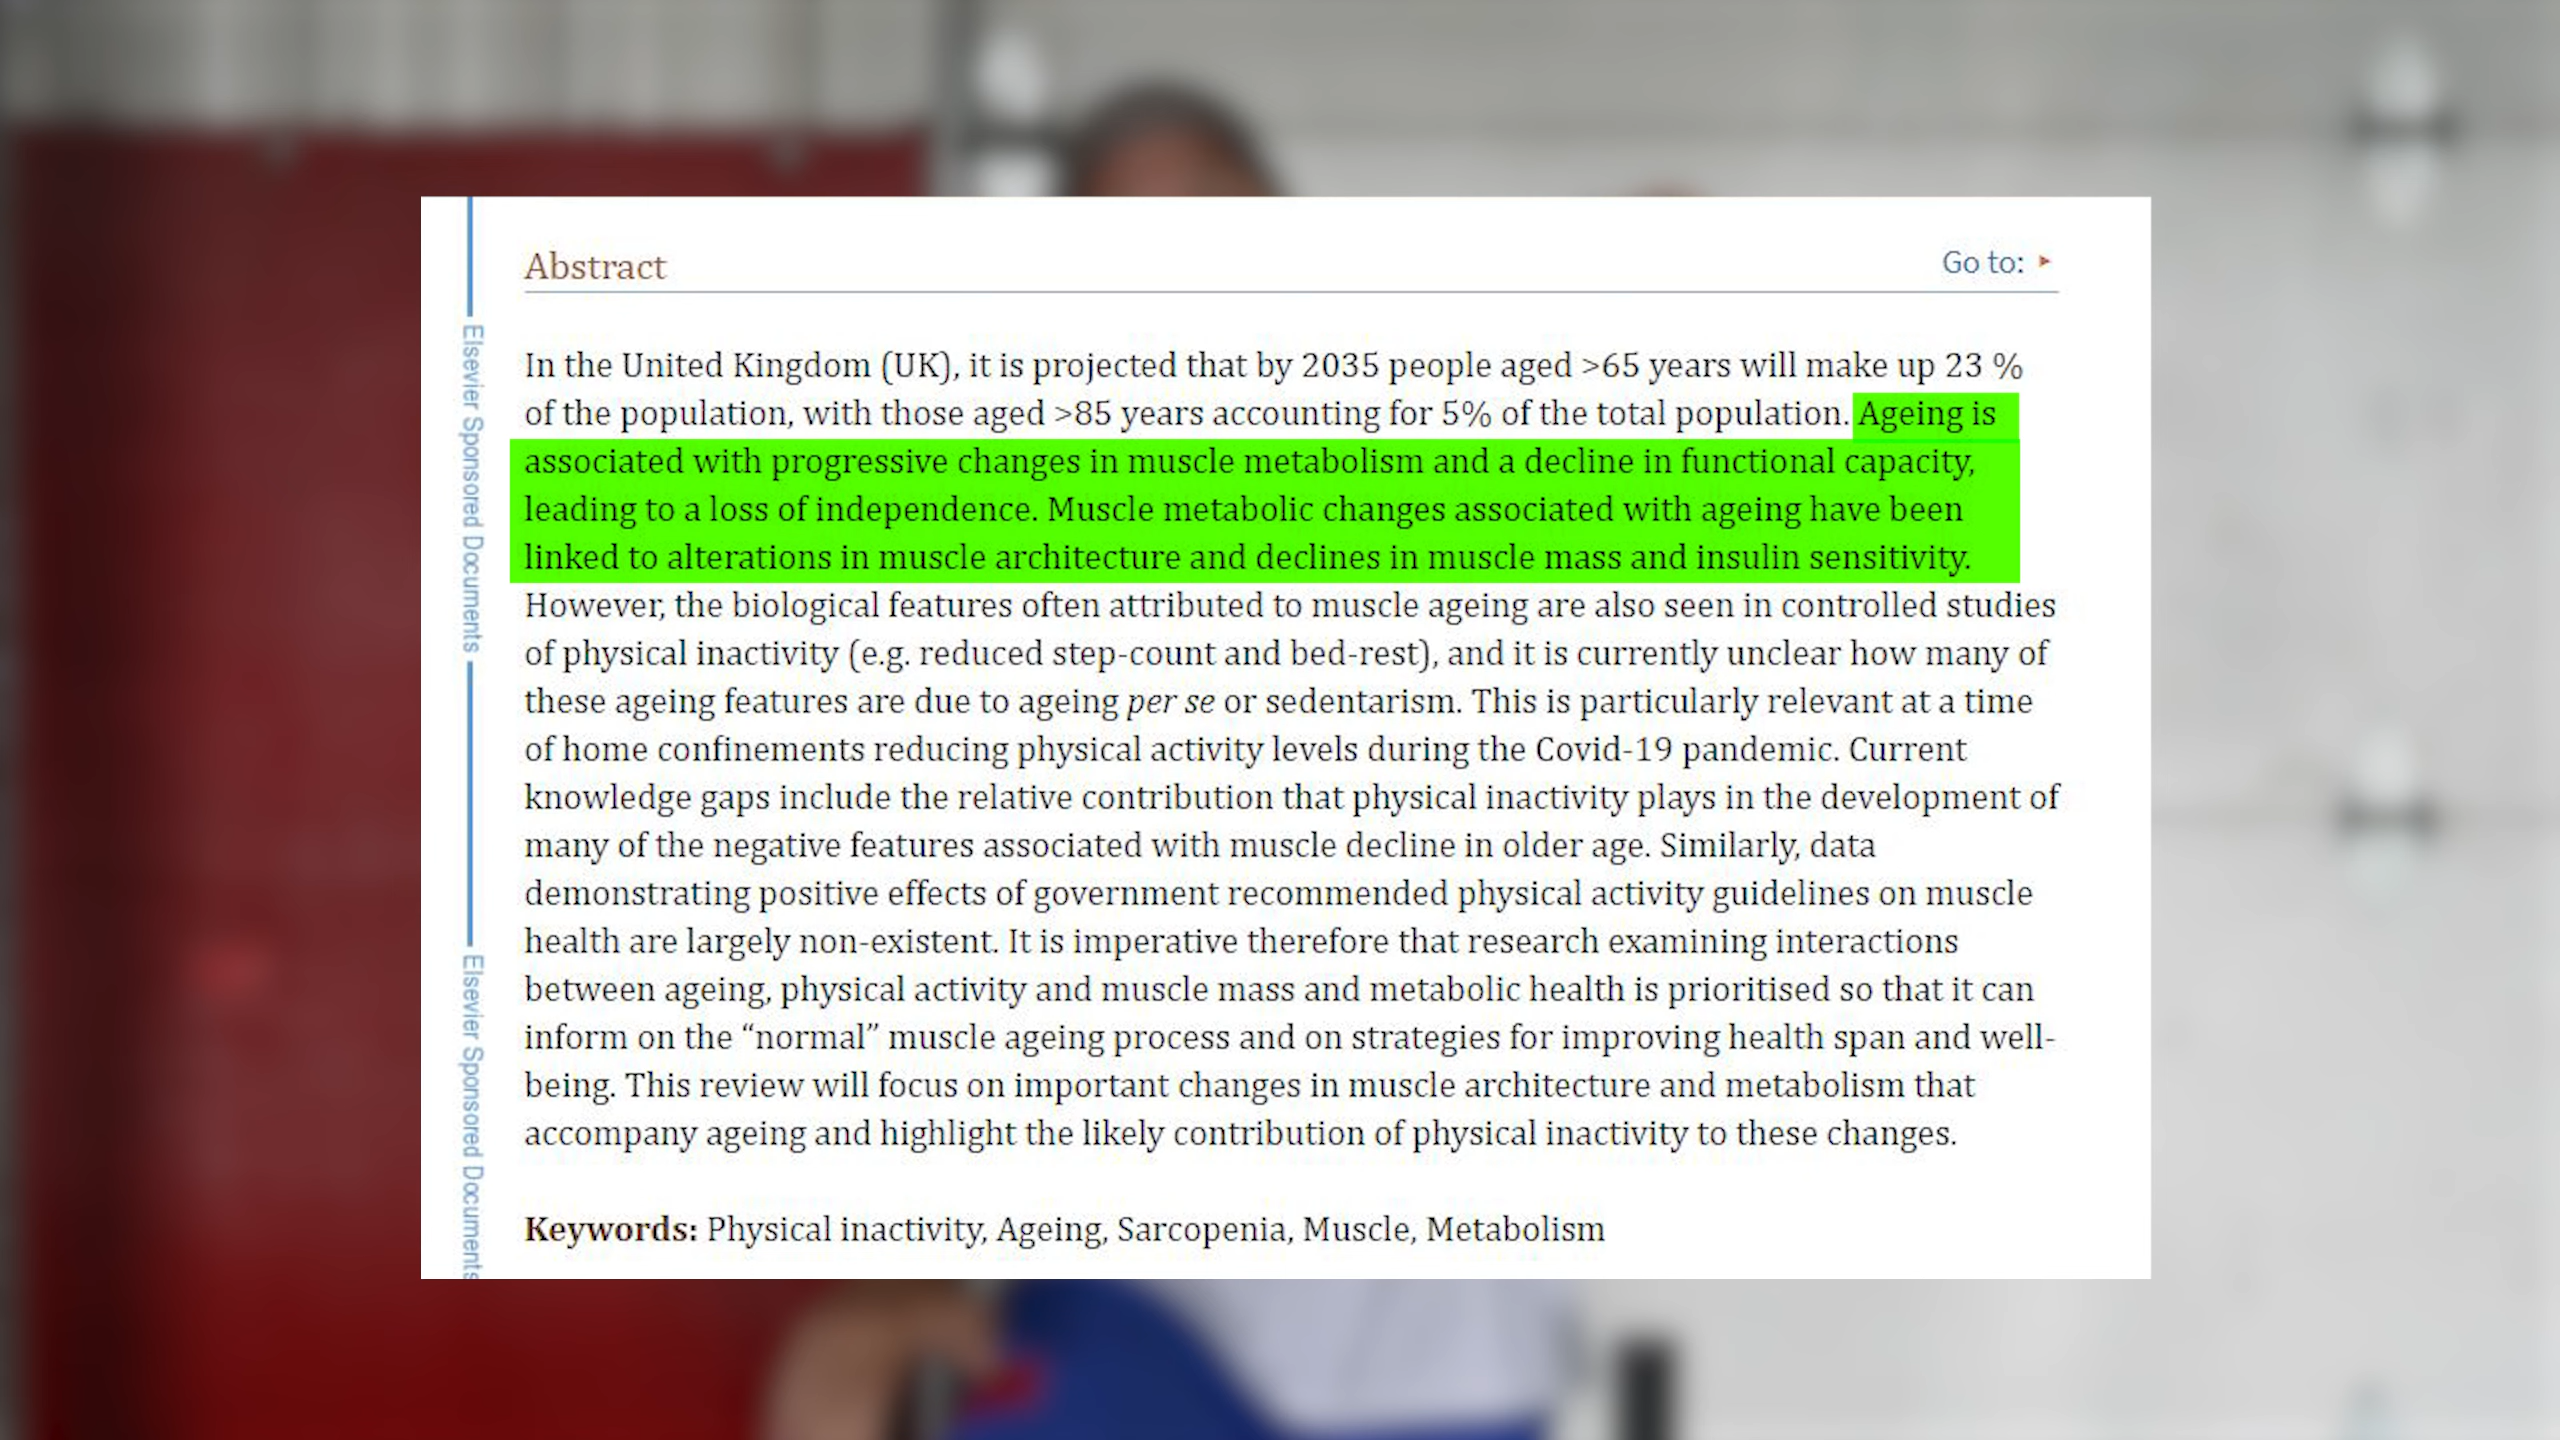 Abstract
Go to: ►
In the United Kingdom (UK), it is projected that by 2035 people aged >65 years will make up 23 %
of the population, with those aged >85 years accounting for 5% of the total population. Ageing is
associated with progressive changes in muscle metabolism and a decline in functional capacity,
leading to a loss of independence. Muscle metabolic changes associated with ageing have been
linked to alterations in muscle architecture and declines in muscle mass and insulin sensitivity.
However, the biological features often attributed to muscle ageing are also seen in controlled studies
of physical inactivity (e.g. reduced step-count and bed-rest), and it is currently unclear how many of
these ageing features are due to ageing per se or sedentarism. This is particularly relevant at a time
of home confinements reducing physical activity levels during the Covid-19 pandemic. Current
knowledge gaps include the relative contribution that physical inactivity plays in the development of
many of the negative features associated with muscle decline in older age. Similarly, data
demonstrating positive effects of government recommended physical activity guidelines on muscle
health are largely non-existent. It is imperative therefore that research examining interactions
between ageing, physical activity and muscle mass and metabolic health is prioritised so that it can
inform on the “normal” muscle ageing process and on strategies for improving health span and well-
being. This review will focus on important changes in muscle architecture and metabolism that
accompany ageing and highlight the likely contribution of physical inactivity to these changes.
Keywords: Physical inactivity, Ageing, Sarcopenia, Muscle, Metabolism
Elsevier Sponsored Documents
Elsevier Sponsored Documents